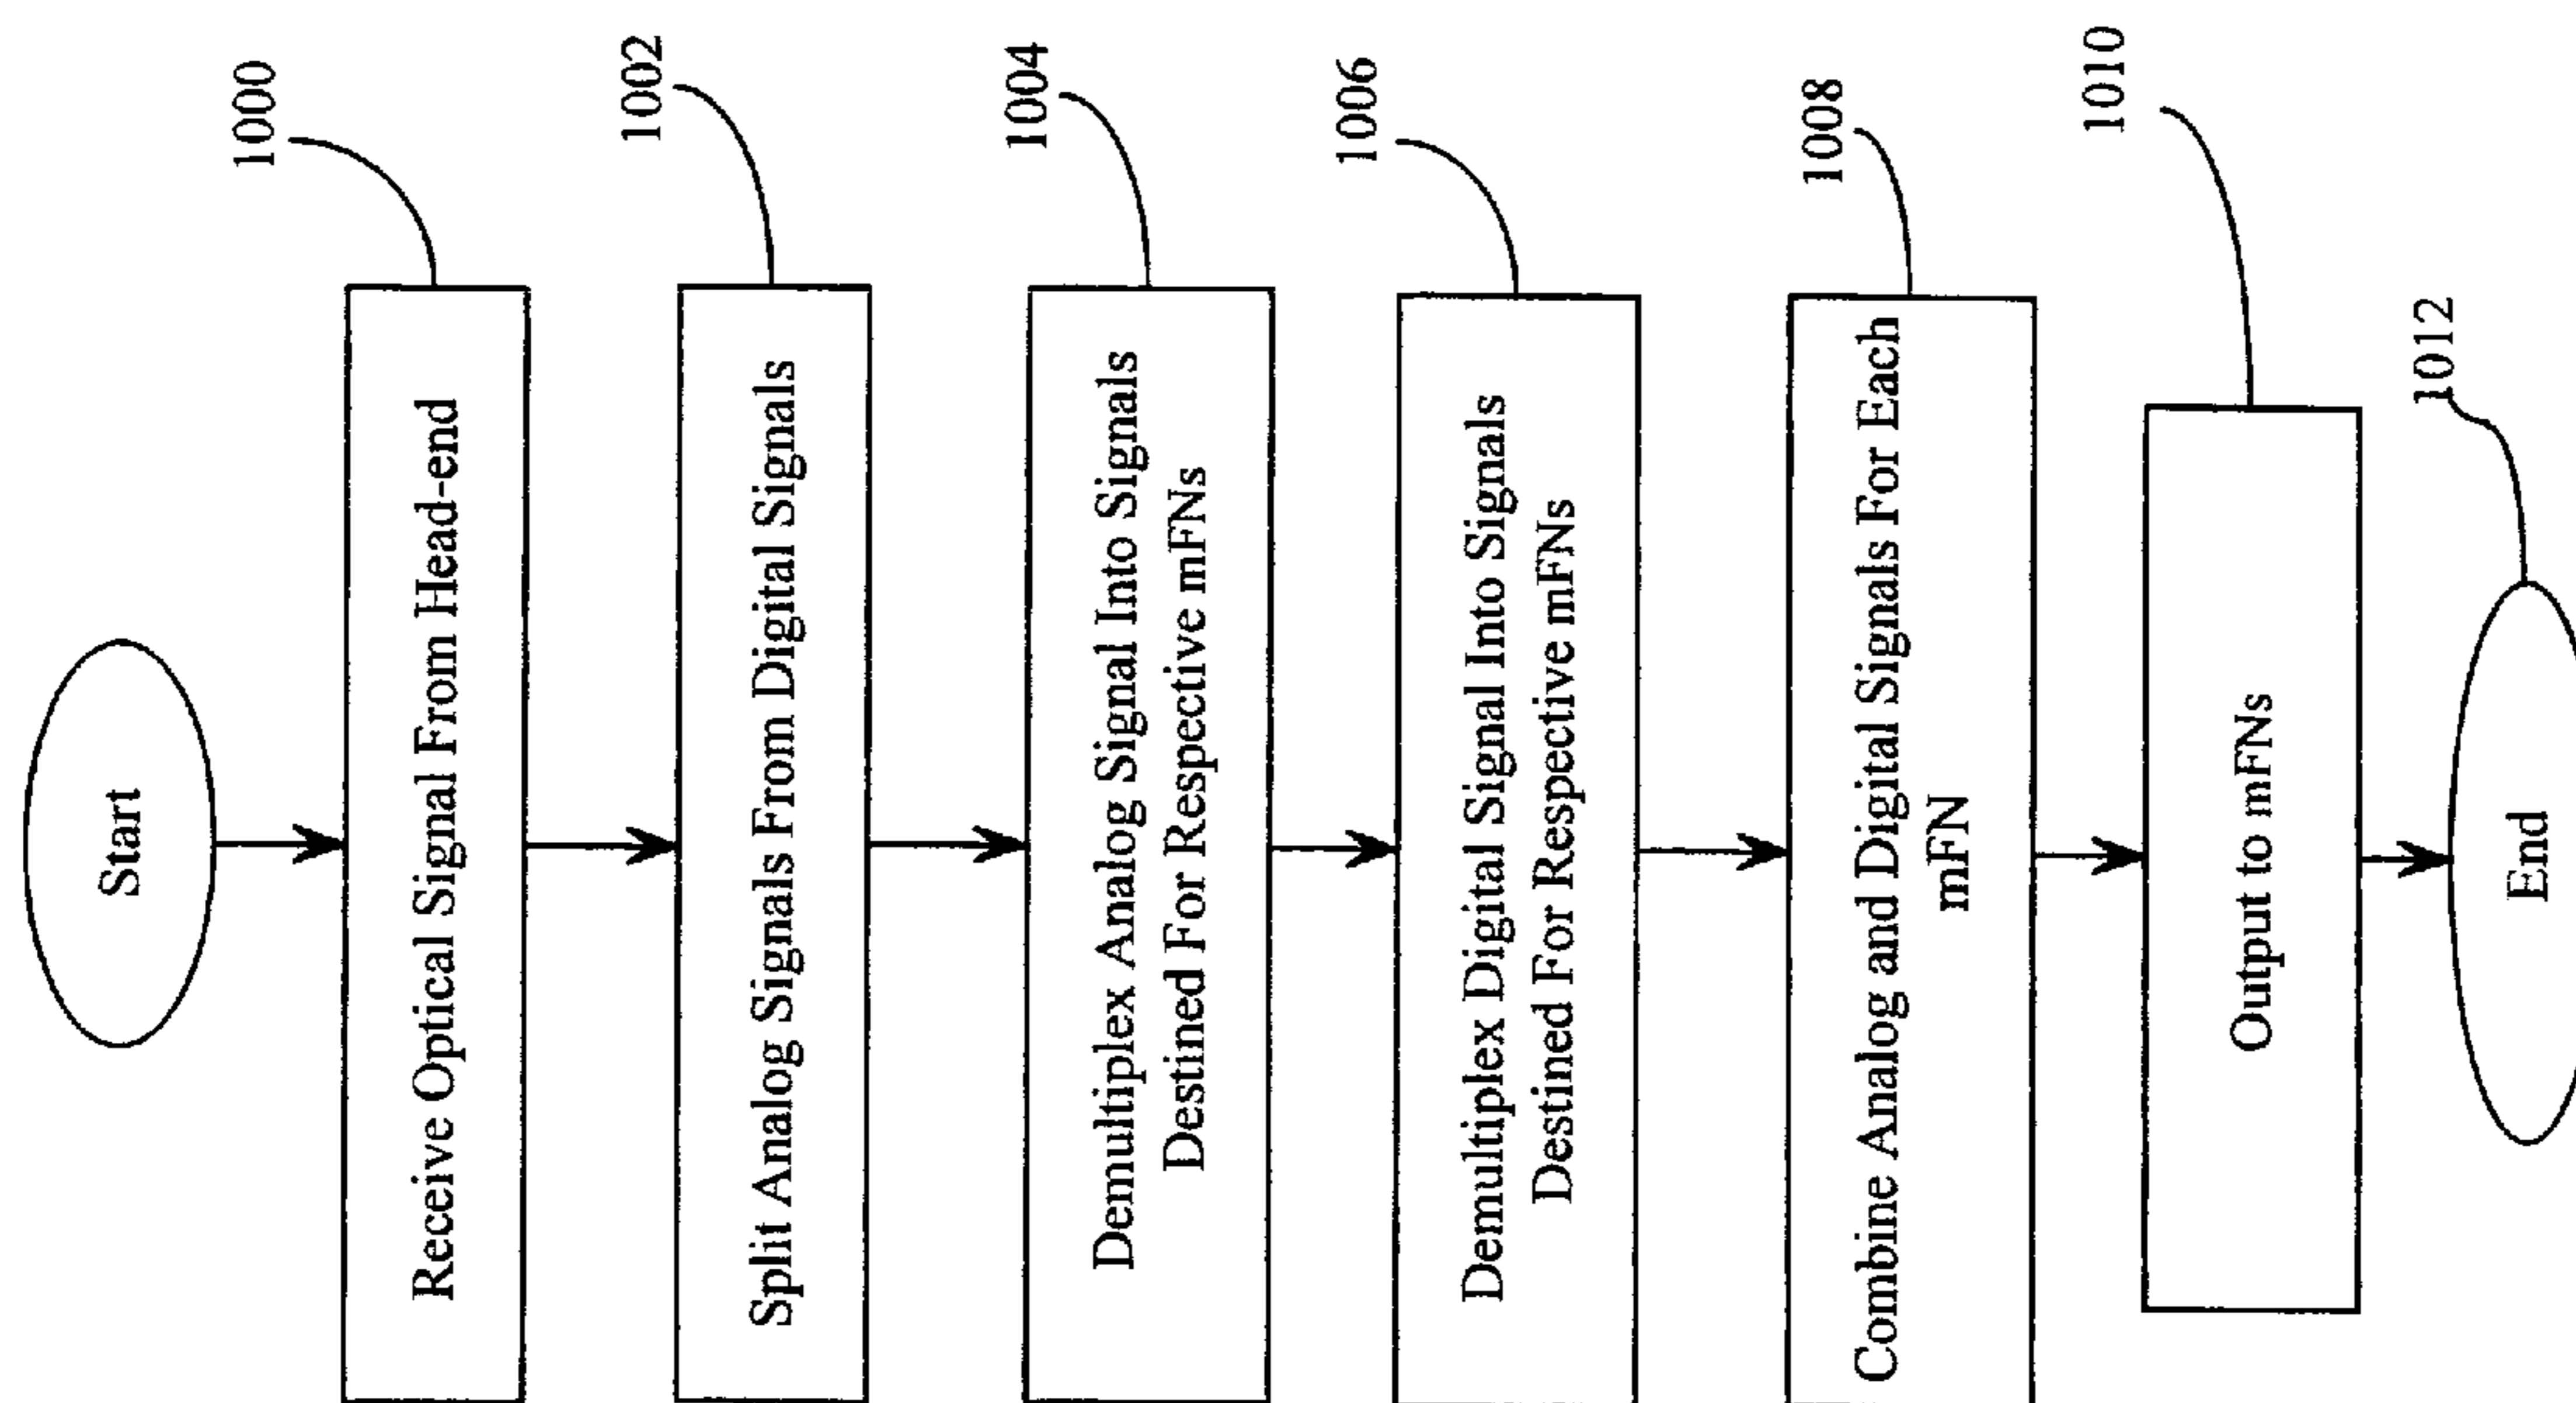 Start
1000
Receive Optical Signal From Head-end
1002
Split Analog Signals From Digital Signals
1004
Demultiplex Analog Signal Into Signals
Destined For Respective mFNs
1006
Demultiplex Digital Signal Into Signals
Destined For Respective mFNs
1008
Combine Analog and Digital Signals For Each
mFN
1010
Output to mFNs
1012
End